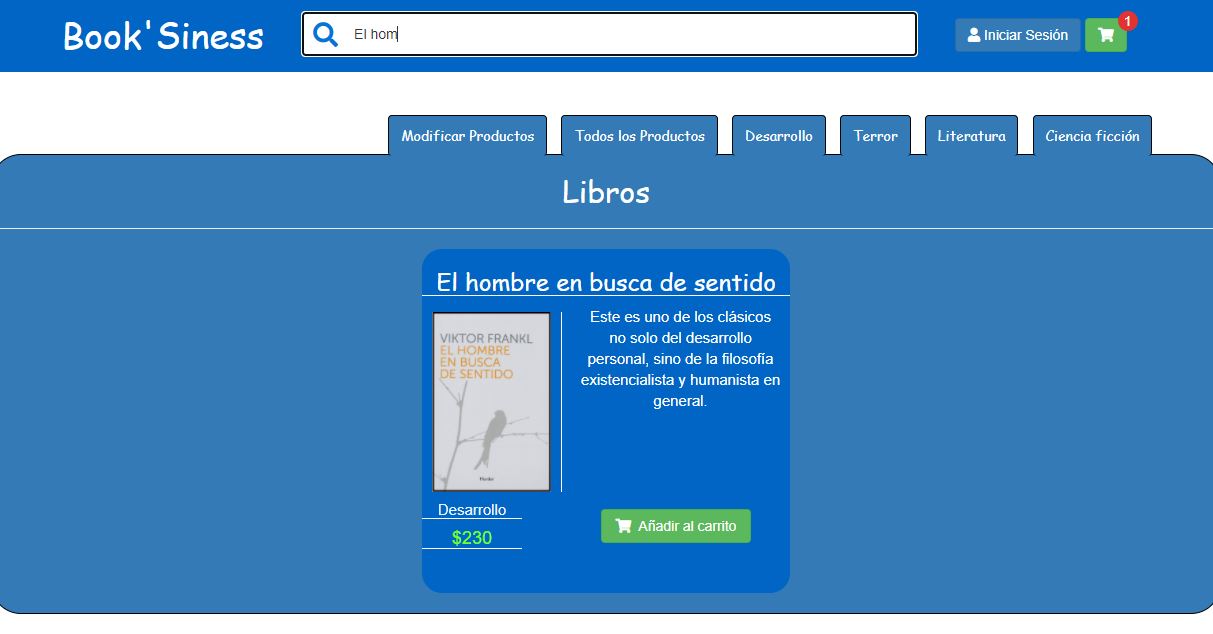 Book'Siness
El hom
Iniciar Sesión
1
Modificar Productos
Todos los Productos
Desarrollo
Terror
Literatura
Ciencia ficción
Libros
El hombre en busca de sentido
VIKTOR FRANKL
EL HOMBRE
EN BUSCA
DE SENTIDO
Herder
Este es uno de los clásicos
no solo del desarrollo
personal, sino de la filosofía
existencialista y humanista en
general.
Desarrollo
$230
Añadir al carrito